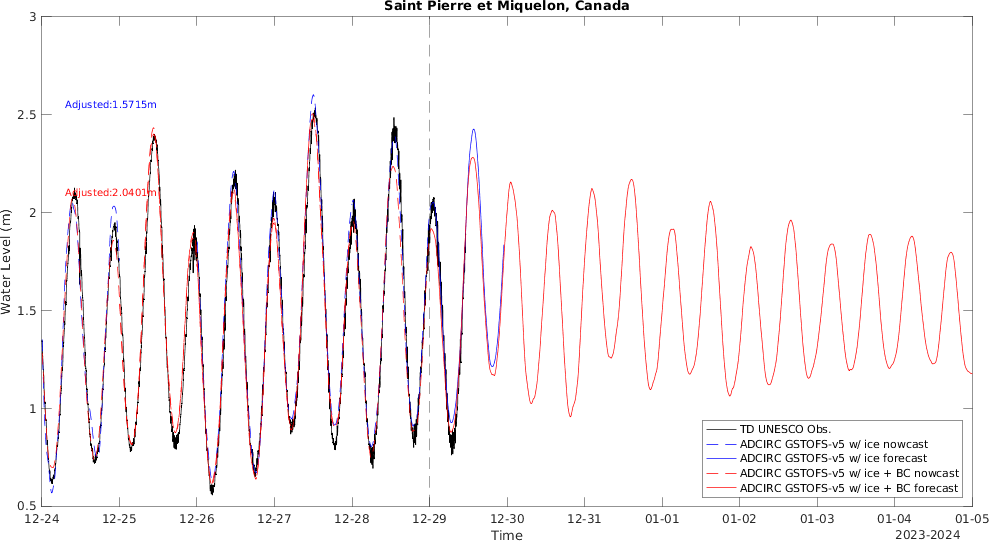 Saint Pierre et Miquelon, Canada
3
2.5
2
1.5
1
0.5
Water Level (m)
Adjusted:1.5715m
Adjusted:2.0401m
TD UNESCO Obs.
ADCIRC GSTOFS-v5 w/ ice nowcast
ADCIRC GSTOFS-v5 w/ ice forecast
ADCIRC GSTOFS-v5 w/ ice + BC nowcast
ADCIRC GSTOFS-v5 w/ ice + BC forecast
12-24 12-25 12-26 12-27 12-28 12-29 12-30 12-31 01-01 01-02 01-03 01-04 01-05
Time
2023-2024